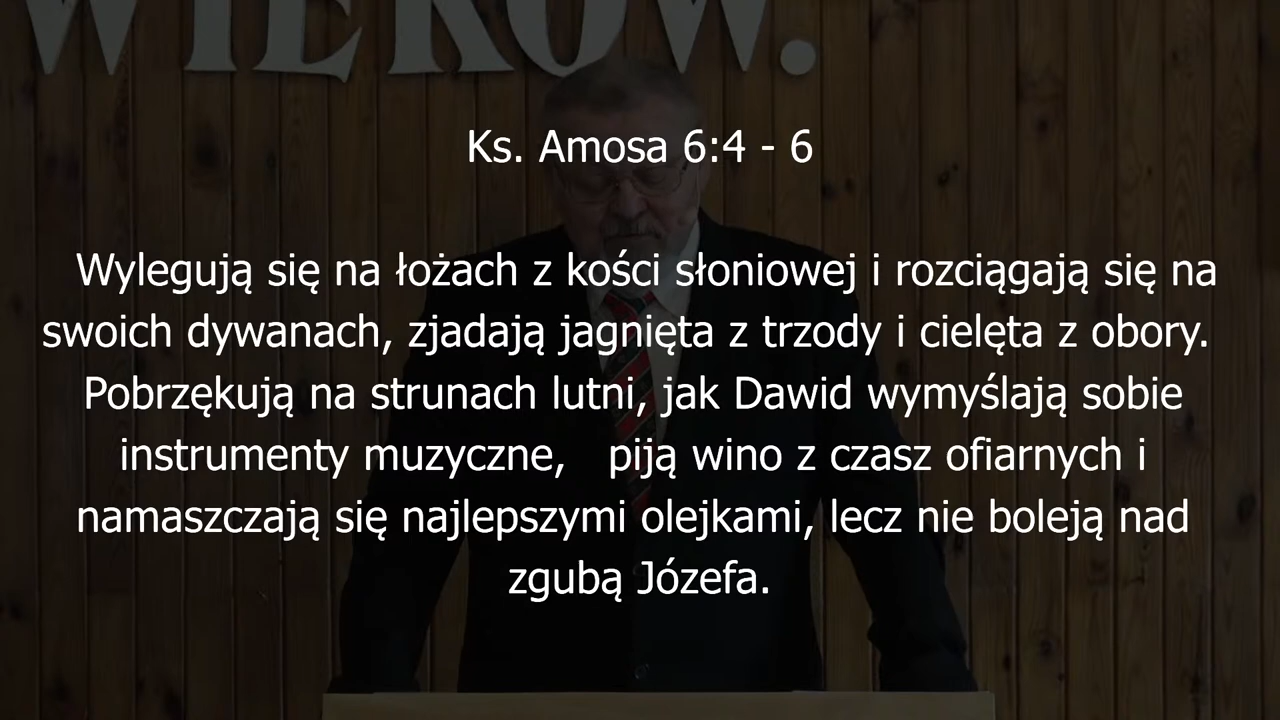 WIEKÓW.
Ks. Amosa 6:4 - 6
Wylegują się na łożach z kości słoniowej i rozciągają się na
swoich dywanach, zjadają jagnięta z trzody i cielęta z obory.
Pobrzękują na strunach lutni, jak Dawid wymyślają sobie
instrumenty muzyczne, piją wino z czasz ofiarnych i
namaszczają się najlepszymi olejkami, lecz nie boleją nad
zgubą Józefa.